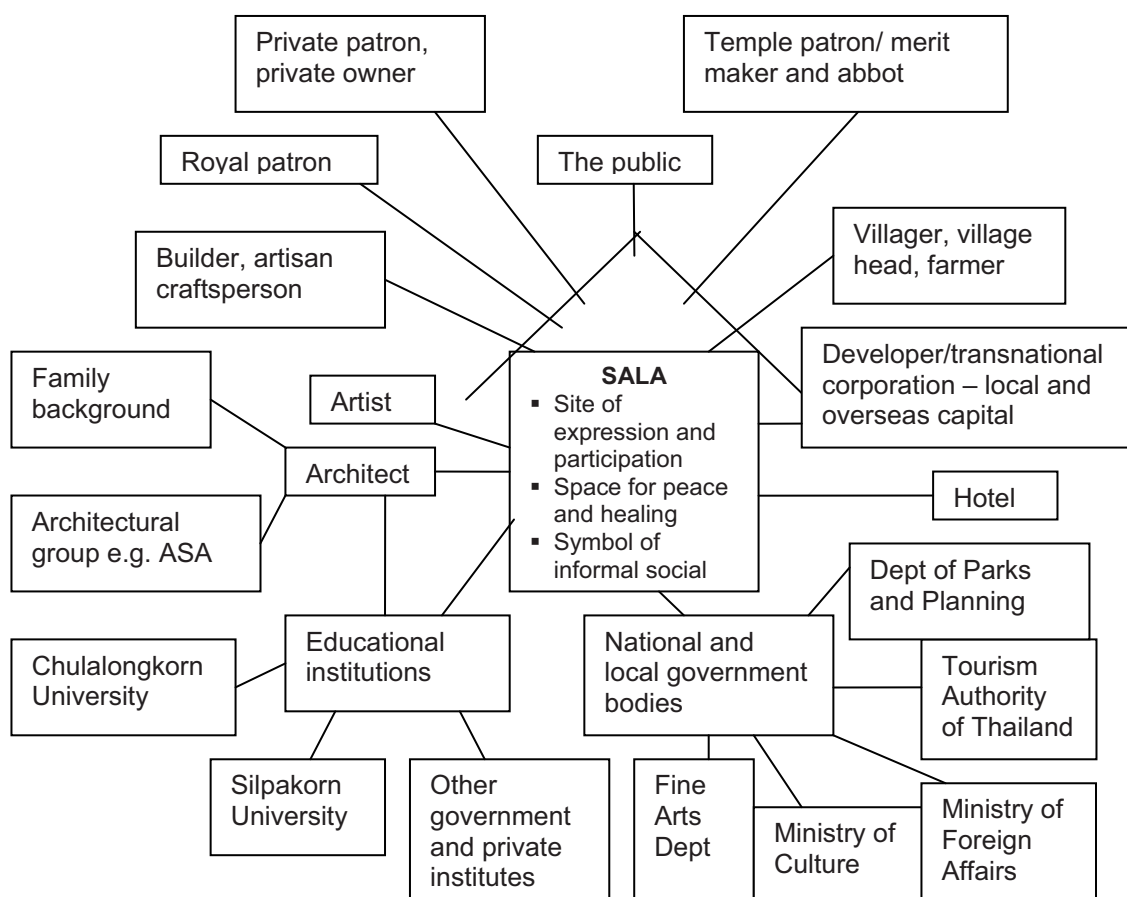 Private patron,
private owner
Temple patron/ merit
maker and abbot
Royal patron
The public
Builder, artisan
craftsperson
Villager, village
head, farmer
Family
background
Artist
Architect
Architectural
group e.g. ASA
SALA
▪ Site of
expression and
participation
▪ Space for peace
and healing
▪ Symbol of
informal social
Developer/transnational
corporation – local and
overseas capital
Hotel
Dept of Parks
and Planning
Chulalongkorn
University
Educational
institutions
National and
local government
bodies
Tourism
Authority
of Thailand
Silpakorn
University
Other
government
and private
institutes
Fine
Arts
Dept
Ministry of
Culture
Ministry of
Foreign
Affairs